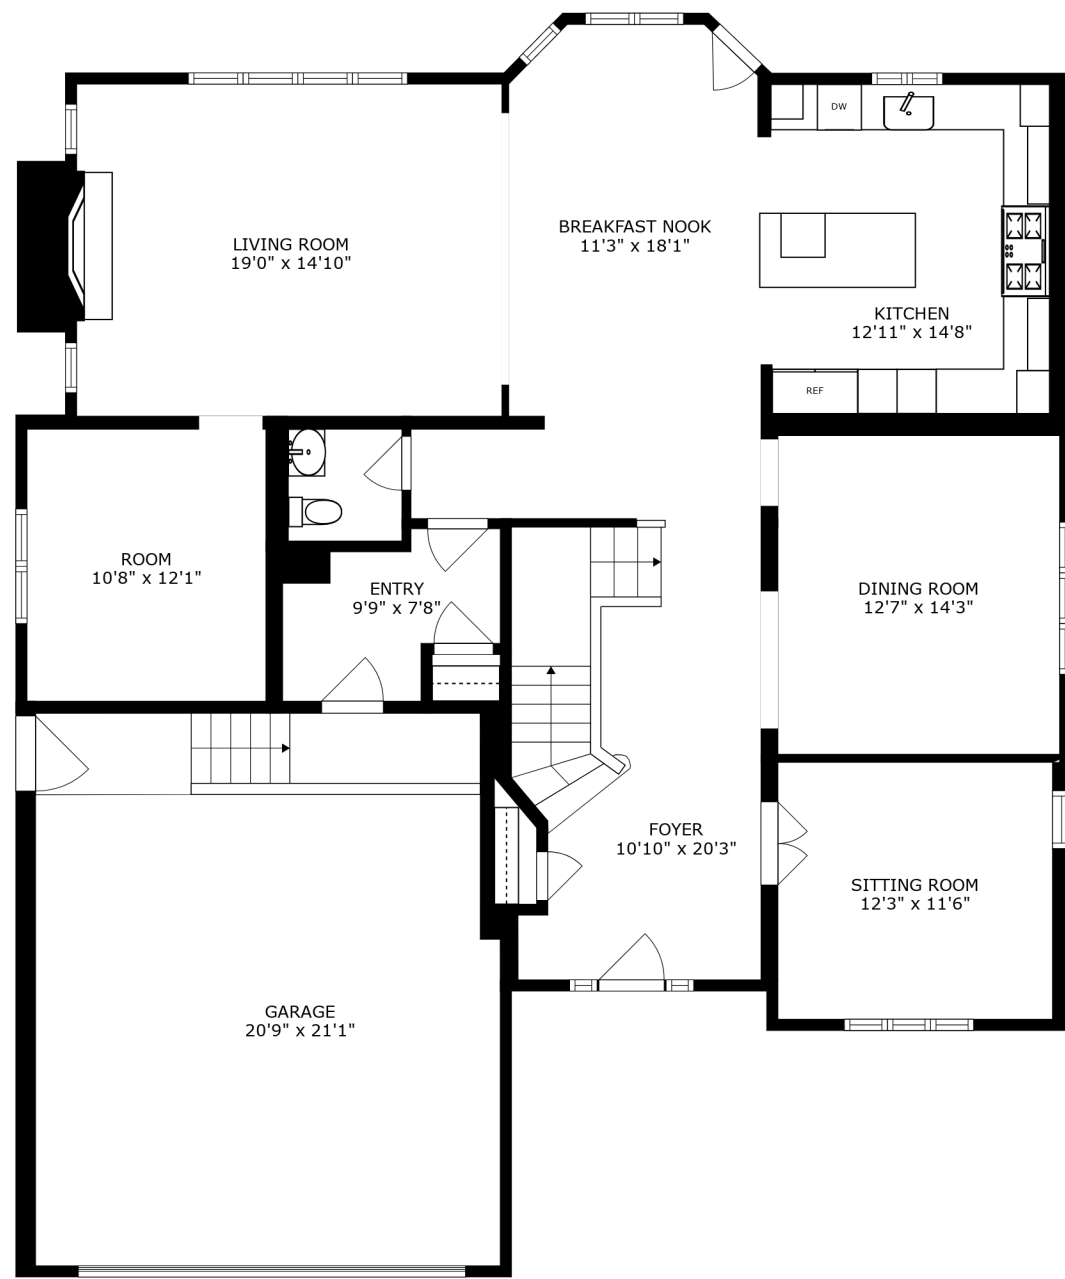 DW
BREAKFAST NOOK
11'3" x 18'1"
LIVING ROOM
19'0" x 14'10"
KITCHEN
12'11" x 14'8"
REF
ROOM
10'8" x 12'1"
ENTRY
9'9" x 7'8"
DINING ROOM
12'7" x 14'3"
FOYER
10'10" x 20'3"
SITTING ROOM
12'3" x 11'6"
GARAGE
20'9" x 21'1"